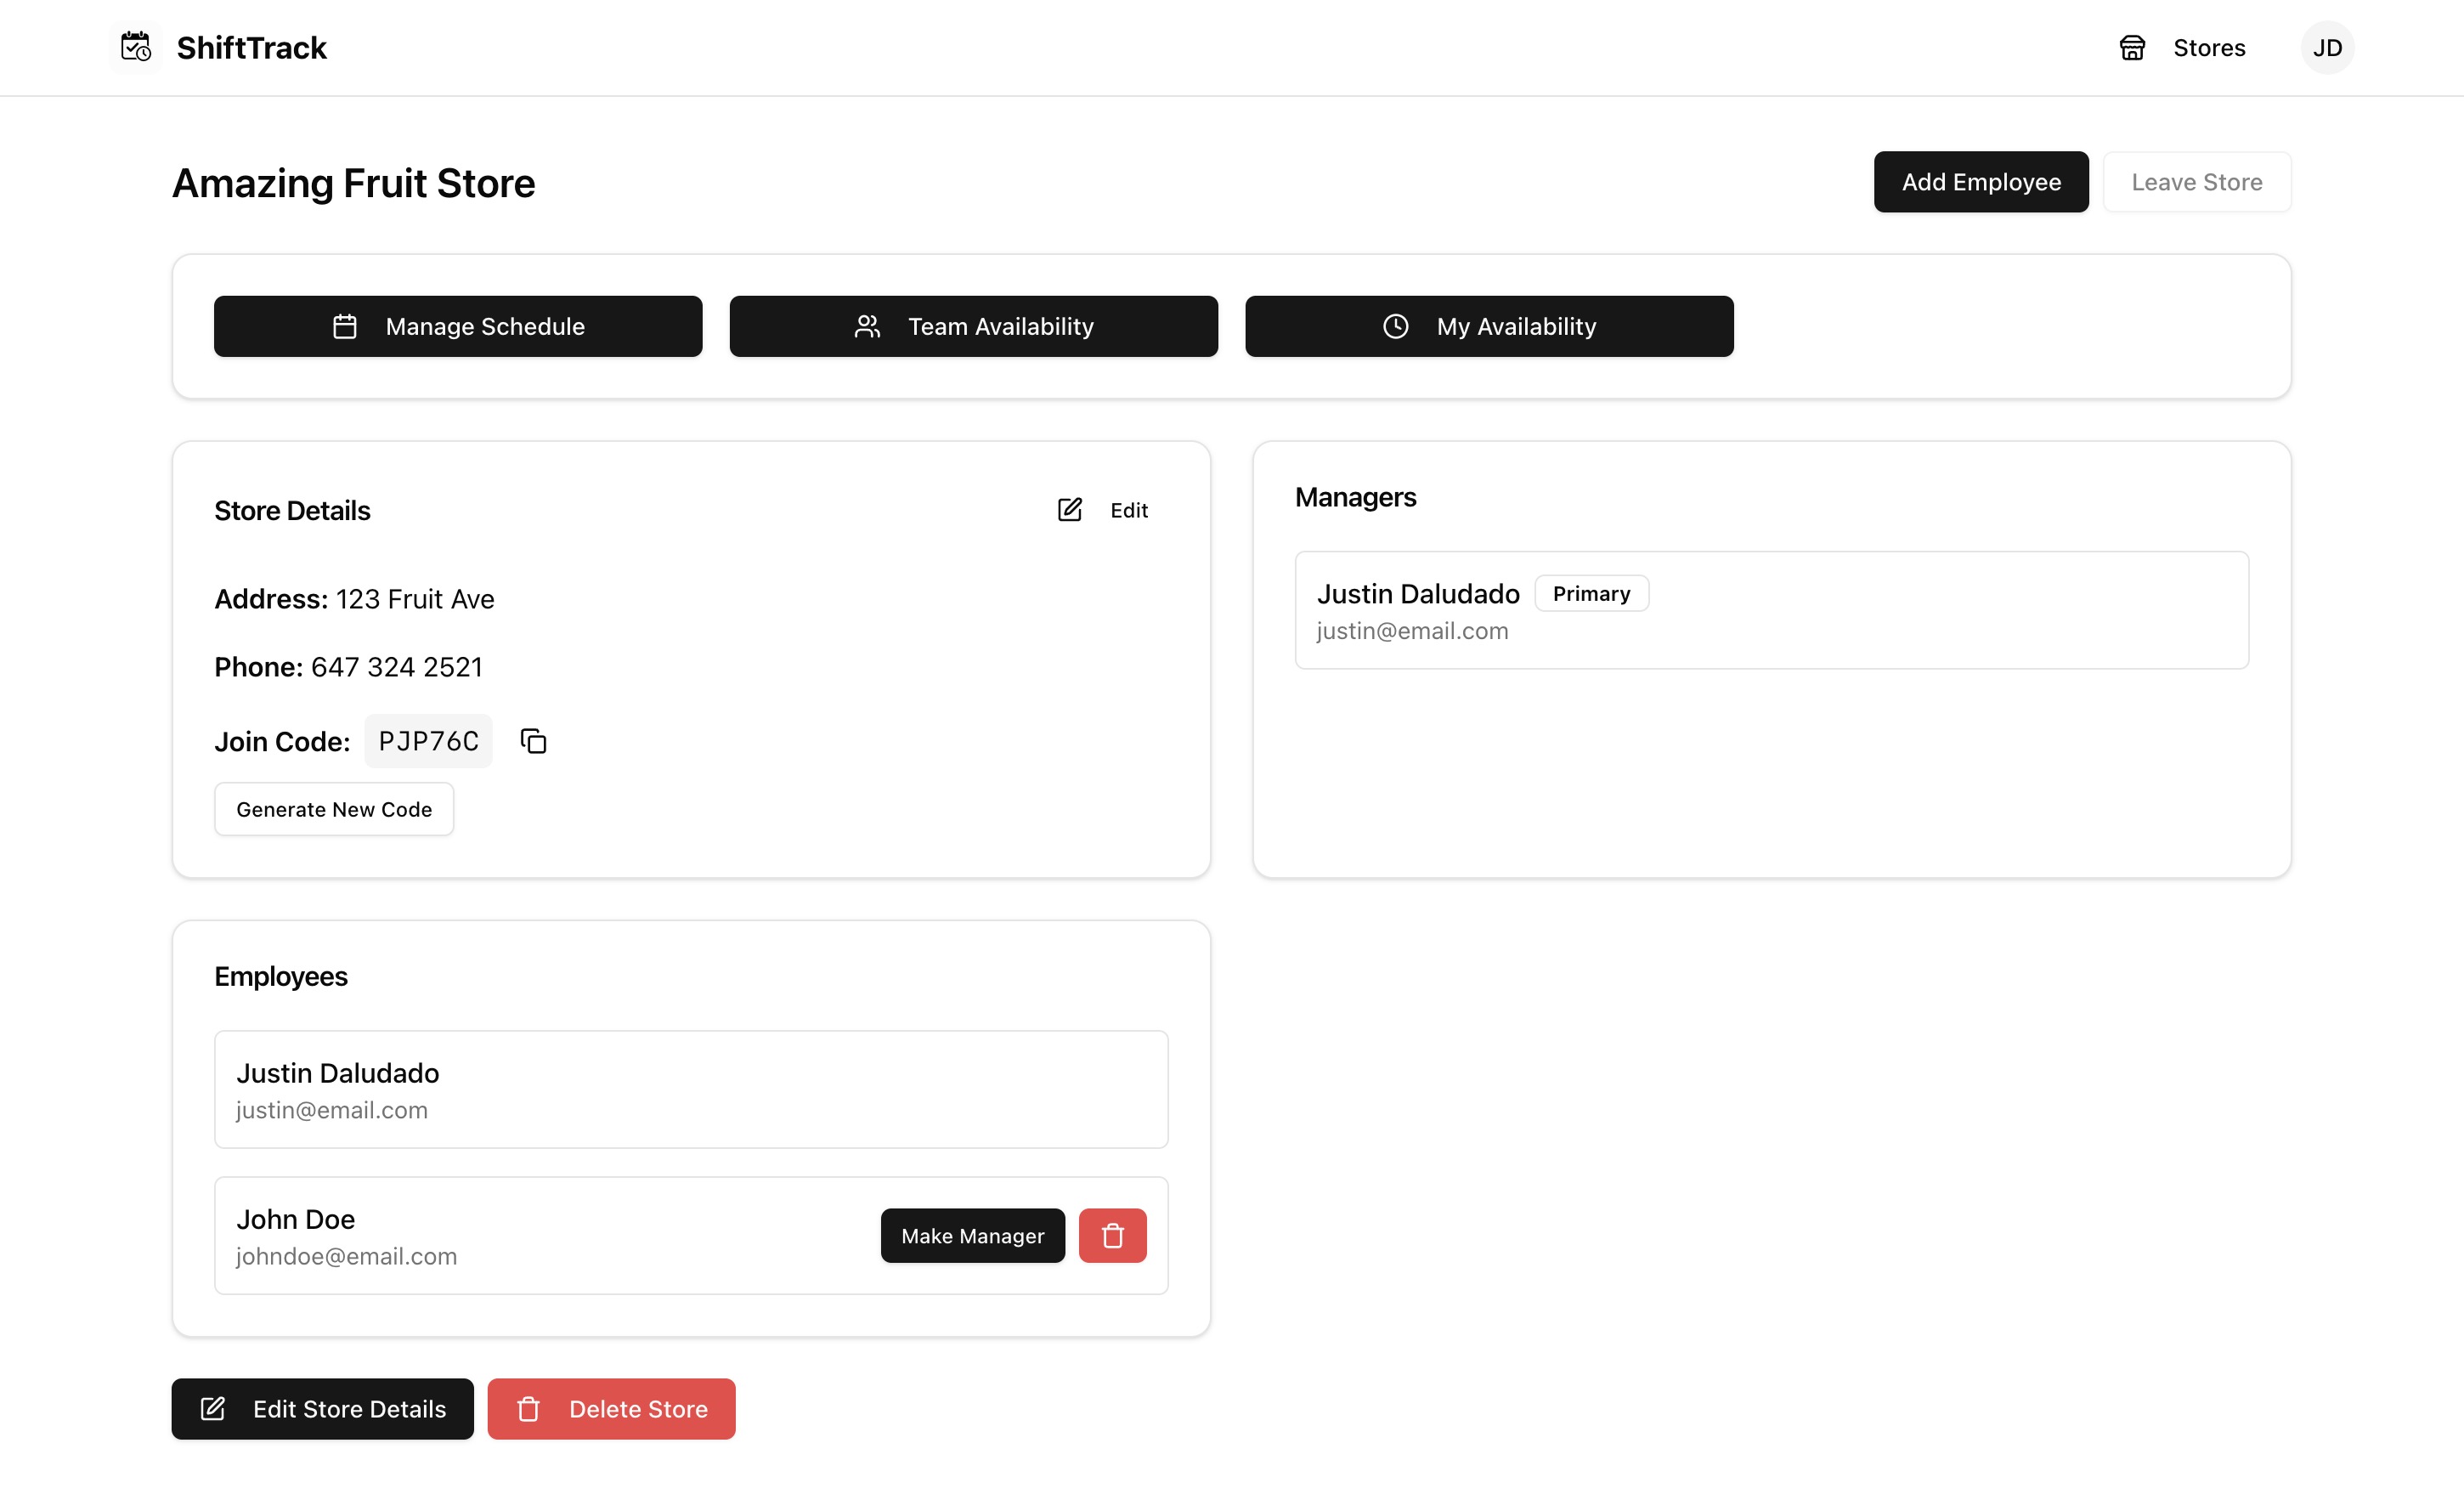 ShiftTrack
Stores
JD
Amazing Fruit Store
Add Employee
Leave Store
Manage Schedule
Team Availability
My Availability
Store Details
Edit
Address: 123 Fruit Ave
Phone: 647 324 2521
Join Code: PJP76C
Generate New Code
Managers
Justin Daludado Primary
justin@email.com
Employees
Justin Daludado
justin@email.com
John Doe
johndoe@email.com
Make Manager
Edit Store Details
Delete Store